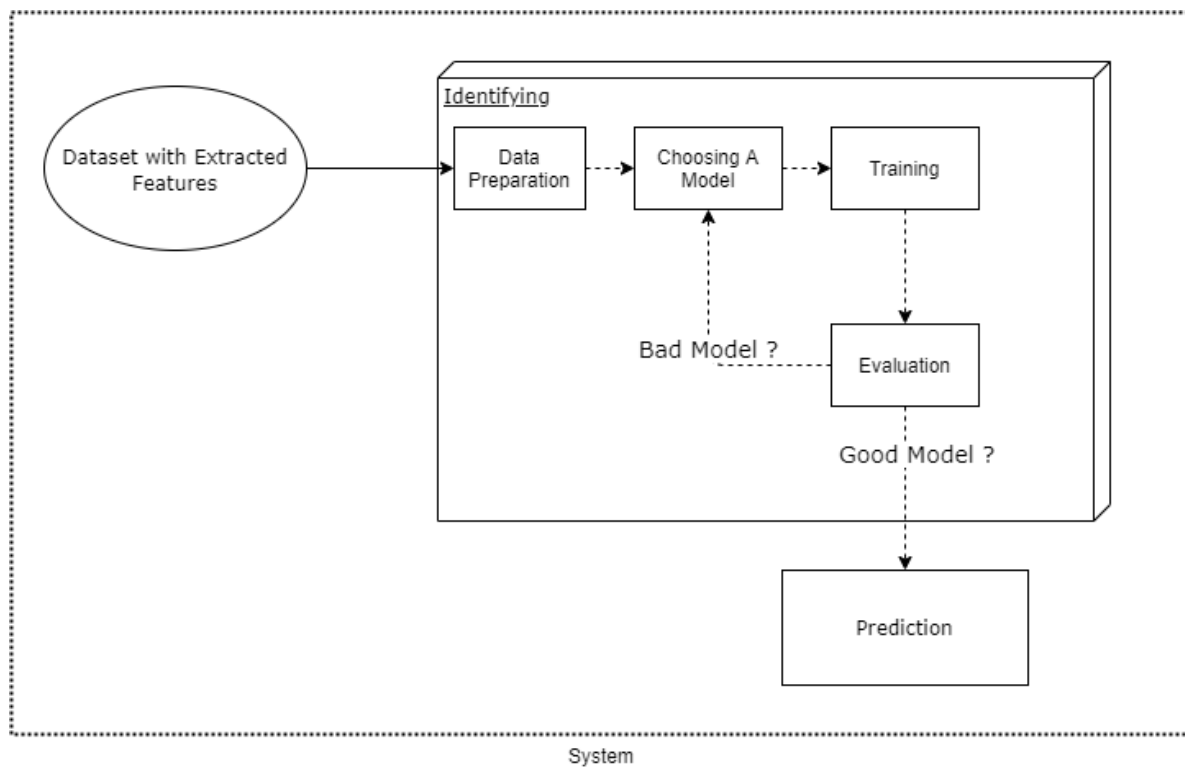 Identifying
Dataset with Extracted
Features
Data
Preparation
Choosing A
Model
Training
Bad Model ?
Evaluation
Good Model ?
Prediction
System